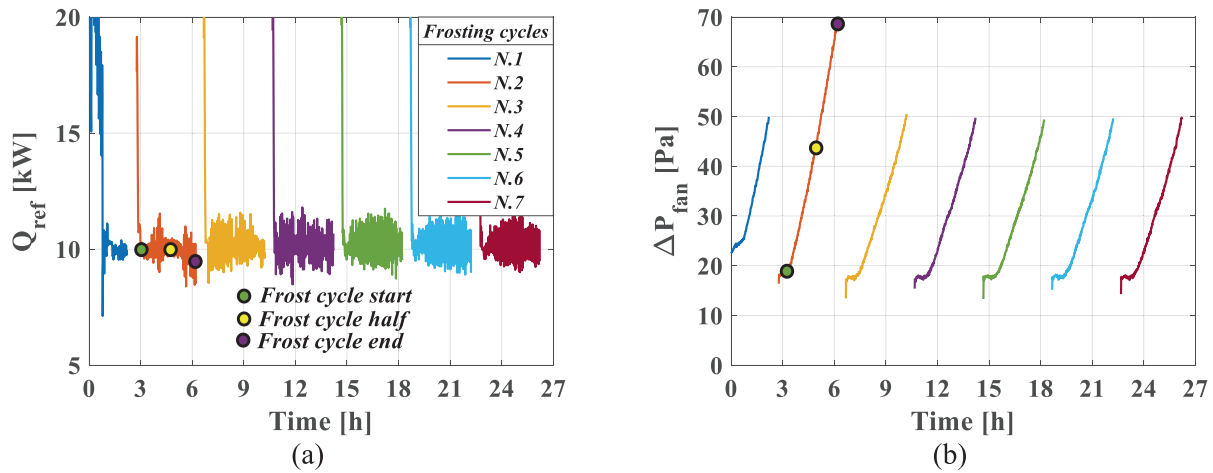 20
15
10
5
Q_ref [kW]
0 3 6 9 12 15 18 21 24 27
Time [h]
Frosting cycles
N.1
N.2
N.3
N.4
N.5
N.6
N.7
Frost cycle start
Frost cycle half
Frost cycle end
(a)
70
60
50
40
30
20
10
0
ΔP_fan [Pa]
0 3 6 9 12 15 18 21 24 27
Time [h]
(b)